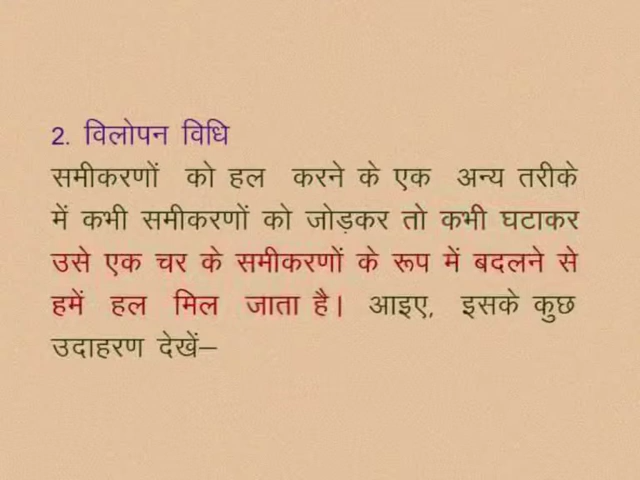 2. विलोपन विधि
समीकरणों को हल करने के एक अन्य तरीके
में कभी समीकरणों को जोड़कर तो कभी घटाकर
उसे एक चर के समीकरणों के रूप में बदलने से
हमें हल मिल जाता है। आइए, इसके कुछ
उदाहरण देखें—